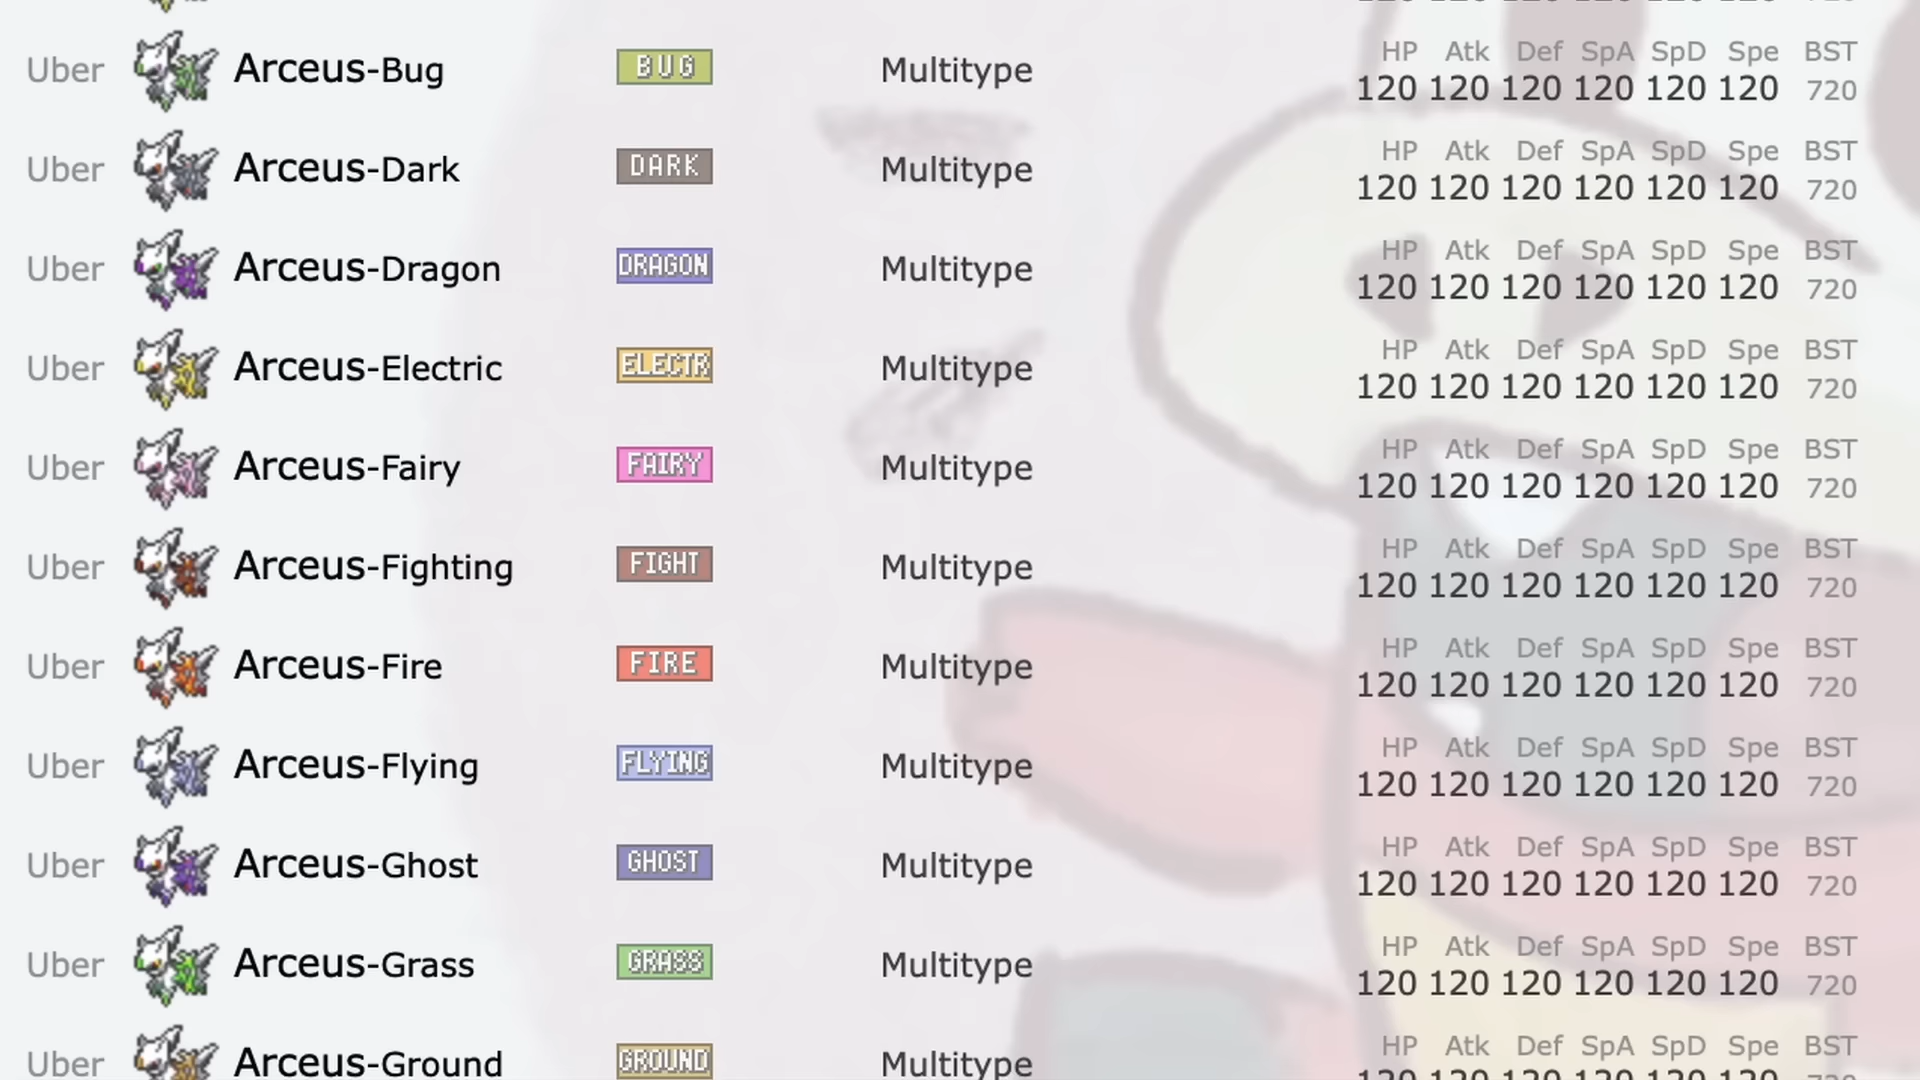 Uber Arceus-Bug BUG Multitype HP Atk Def SpA SpD Spe BST
120 120 120 120 120 120 720
Uber Arceus-Dark DARK Multitype HP Atk Def SpA SpD Spe BST
120 120 120 120 120 120 720
Uber Arceus-Dragon DRAGON Multitype HP Atk Def SpA SpD Spe BST
120 120 120 120 120 120 720
Uber Arceus-Electric ELECTR Multitype HP Atk Def SpA SpD Spe BST
120 120 120 120 120 120 720
Uber Arceus-Fairy FAIRY Multitype HP Atk Def SpA SpD Spe BST
120 120 120 120 120 120 720
Uber Arceus-Fighting FIGHT Multitype HP Atk Def SpA SpD Spe BST
120 120 120 120 120 120 720
Uber Arceus-Fire FIRE Multitype HP Atk Def SpA SpD Spe BST
120 120 120 120 120 120 720
Uber Arceus-Flying FLYING Multitype HP Atk Def SpA SpD Spe BST
120 120 120 120 120 120 720
Uber Arceus-Ghost GHOST Multitype HP Atk Def SpA SpD Spe BST
120 120 120 120 120 120 720
Uber Arceus-Grass GRASS Multitype HP Atk Def SpA SpD Spe BST
120 120 120 120 120 120 720
Uber Arceus-Ground GROUND Multitype HP Atk Def SpA SpD Spe BST